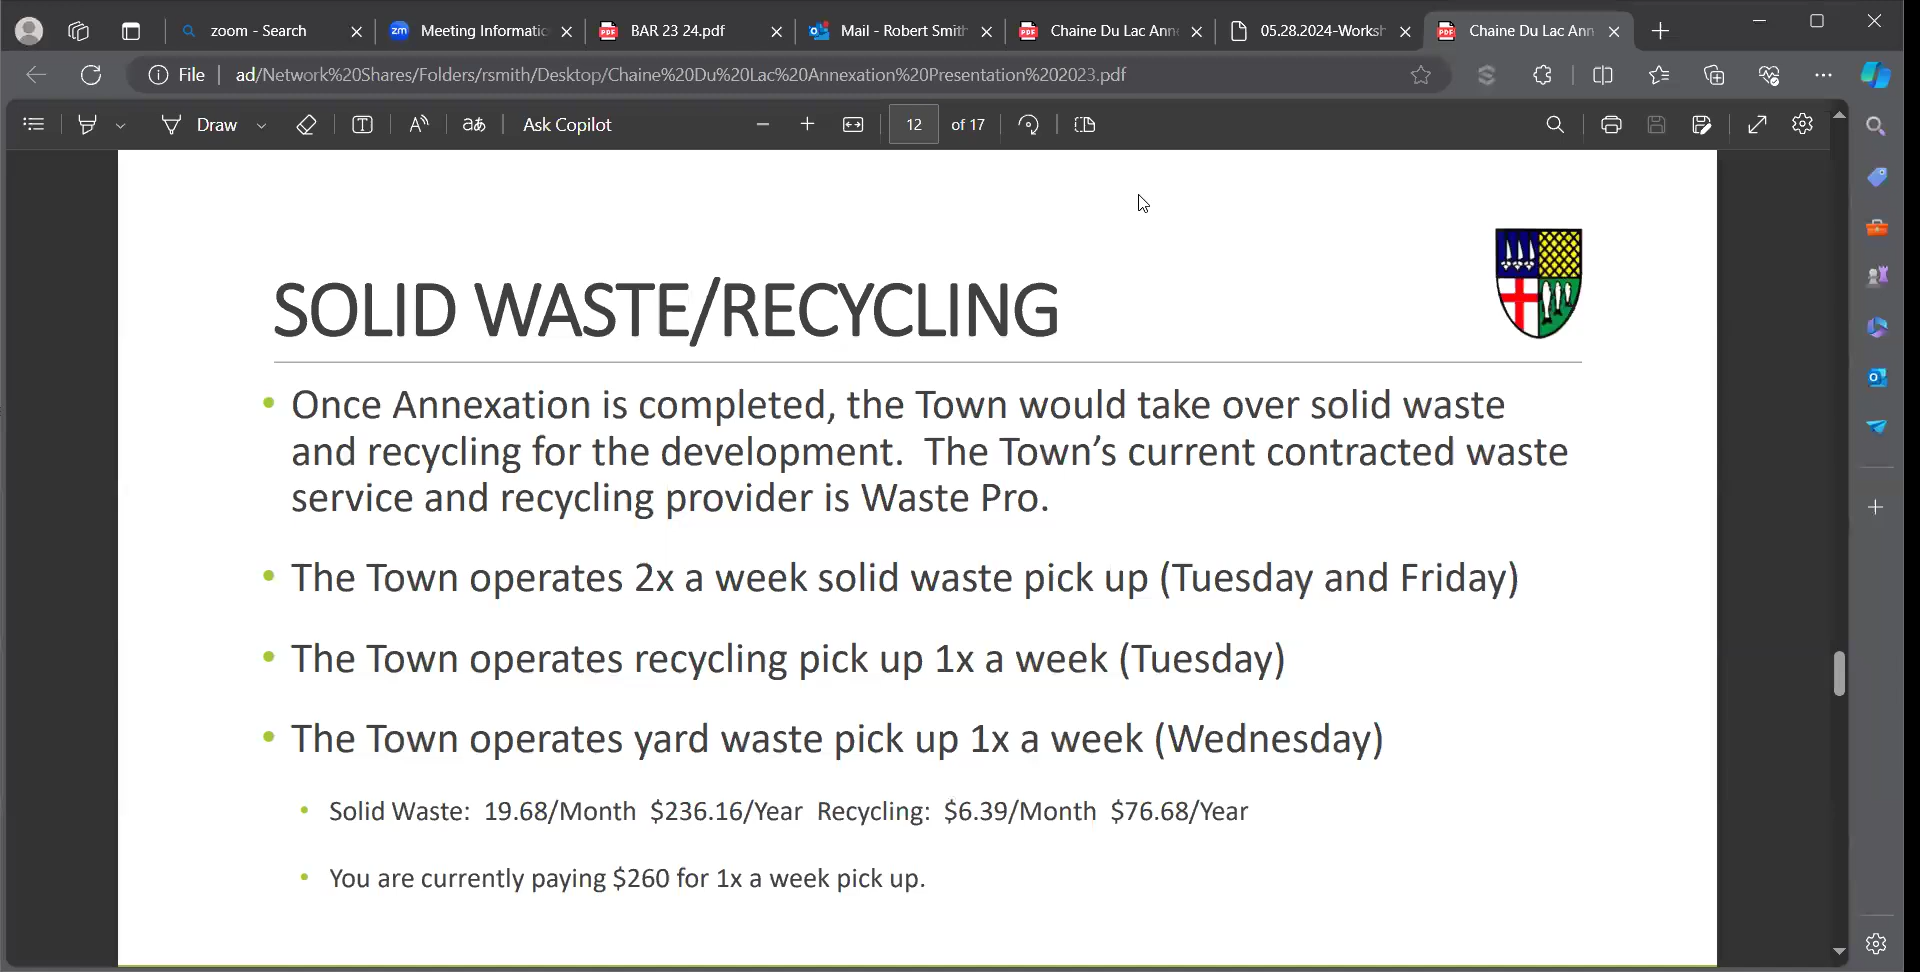 zoom - Search
zm Meeting Informatic
PDF BAR 23 24.pdf
Mail - Robert Smith
PDF Chaine Du Lac Ann
05.28.2024-Worksh
PDF Chaine Du Lac Ann
File ad/Network%20Shares/Folders/rsmith/Desktop/Chaine%20Du%20Lac%20Annexation%20Presentation%202023.pdf
Draw aあ Ask Copilot 12 of 17
SOLID WASTE/RECYCLING
• Once Annexation is completed, the Town would take over solid waste
and recycling for the development. The Town's current contracted waste
service and recycling provider is Waste Pro.
• The Town operates 2x a week solid waste pick up (Tuesday and Friday)
• The Town operates recycling pick up 1x a week (Tuesday)
• The Town operates yard waste pick up 1x a week (Wednesday)
• Solid Waste: 19.68/Month $236.16/Year Recycling: $6.39/Month $76.68/Year
• You are currently paying $260 for 1x a week pick up.